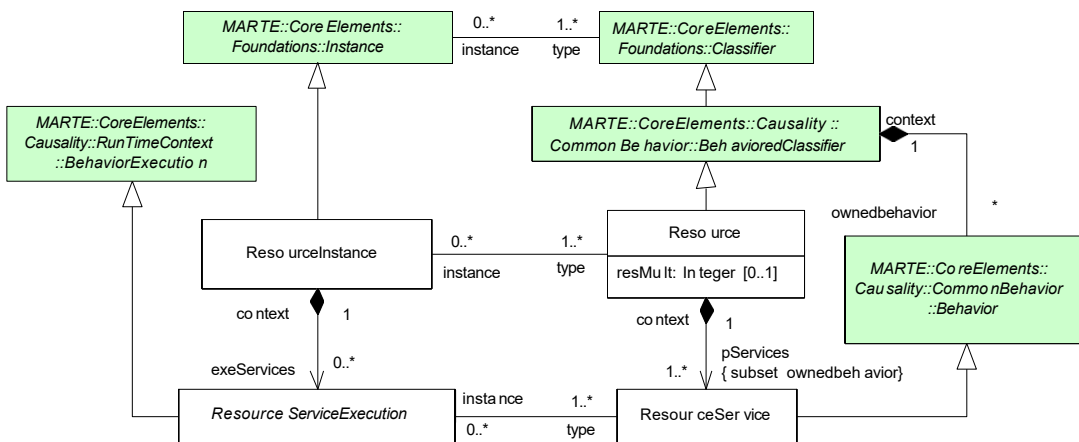 MARTE::CoreElements::
Foundations::Instance
0..*
1..*
instance
type
MARTE::CoreElements::
Foundations::Classifier
MARTE::CoreElements::
Causality::RunTimeContext
::BehaviorExecution
MARTE::CoreElements::Causality::
CommonBehavior::BehavioredClassifier
context
1
ownedbehavior
*
ResourceInstance
0..*
1..*
instance
type
Resource
resMult: Integer [0..1]
MARTE::CoreElements::
Causality::CommonBehavior
::Behavior
context
1
context
1
exeServices
0..*
pServices
1..*
{subset ownedbehavior}
ResourceServiceExecution
instance
1..*
0..*
type
ResourceService